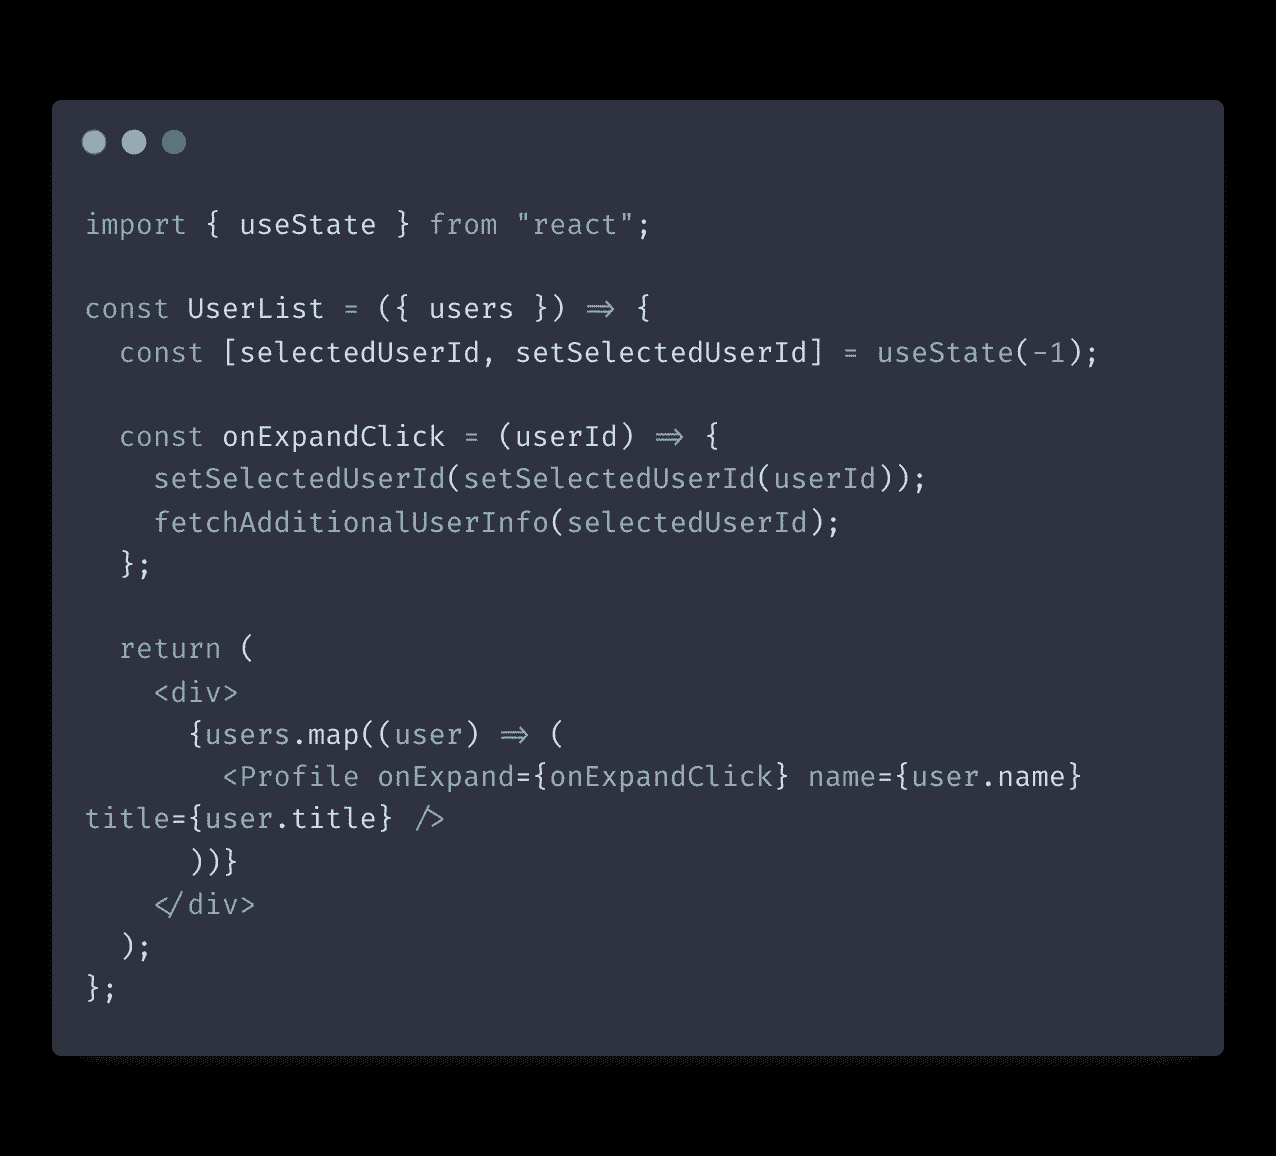 import { useState } from "react";
const UserList = ({ users }) => {
const [selectedUserId, setSelectedUserId] = useState(-1);
const onExpandClick = (userId) => {
setSelectedUserId(setSelectedUserId(userId));
fetchAdditionalUserInfo(selectedUserId);
};
return (
<div>
{users.map((user) => (
<Profile onExpand={onExpandClick} name={user.name}
title={user.title} />
))}
</div>
);
};